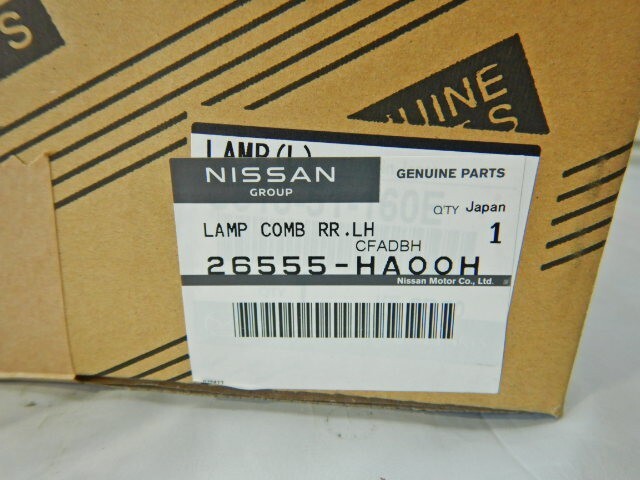 UINE
LAMP(L)
NISSAN
GROUP
GENUINE PARTS
Q'TY Japan
LAMP COMB RR.LH
1
CFADBH
26555-HA00H
Nissan Motor Co., Ltd.